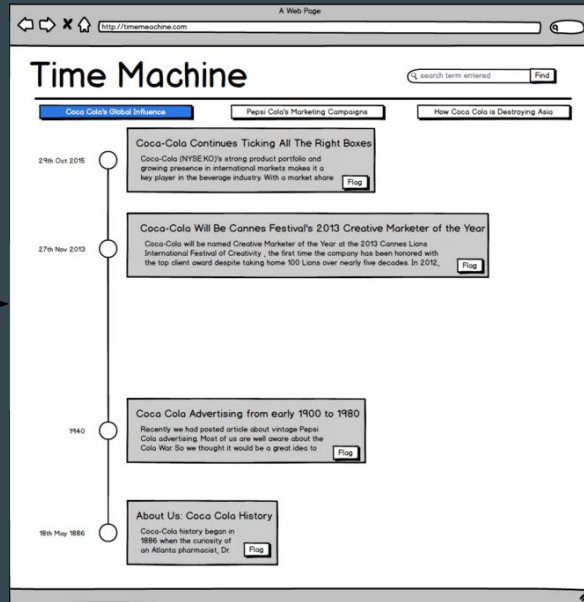 A Web Page
http://timemeachine.com
Time Machine
search term entered
Find
Coca Cola's Global Influence
Pepsi Cola's Marketing Campaigns
How Coca Cola is Destroying Asia
29th Oct 2015
Coca-Cola Continues Ticking All The Right Boxes
Coca-Cola (NYSE:KO)'s strong product portfolio and
growing presence in international markets makes it a
key player in the beverage industry. With a market share
Flag
27th Nov 2013
Coca-Cola Will Be Cannes Festival's 2013 Creative Marketer of the Year
Coca-Cola will be named Creative Marketer of the Year at the 2013 Cannes Lions
International Festival of Creativity , the first time the company has been honored with
the top client award despite taking home 100 Lions over nearly five decades. In 2012,
Flag
1940
Coca Cola Advertising from early 1900 to 1980
Recently we had posted article about vintage Pepsi
Cola advertising. Most of us are well aware about the
Cola War. So we thought it would be a great idea to
Flag
18th May 1886
About Us: Coca Cola History
Coca-Cola history began in
1886 when the curiosity of
an Atlanta pharmacist, Dr.
Flag